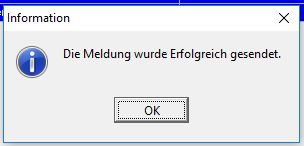 Information
Die Meldung wurde Erfolgreich gesendet.
OK